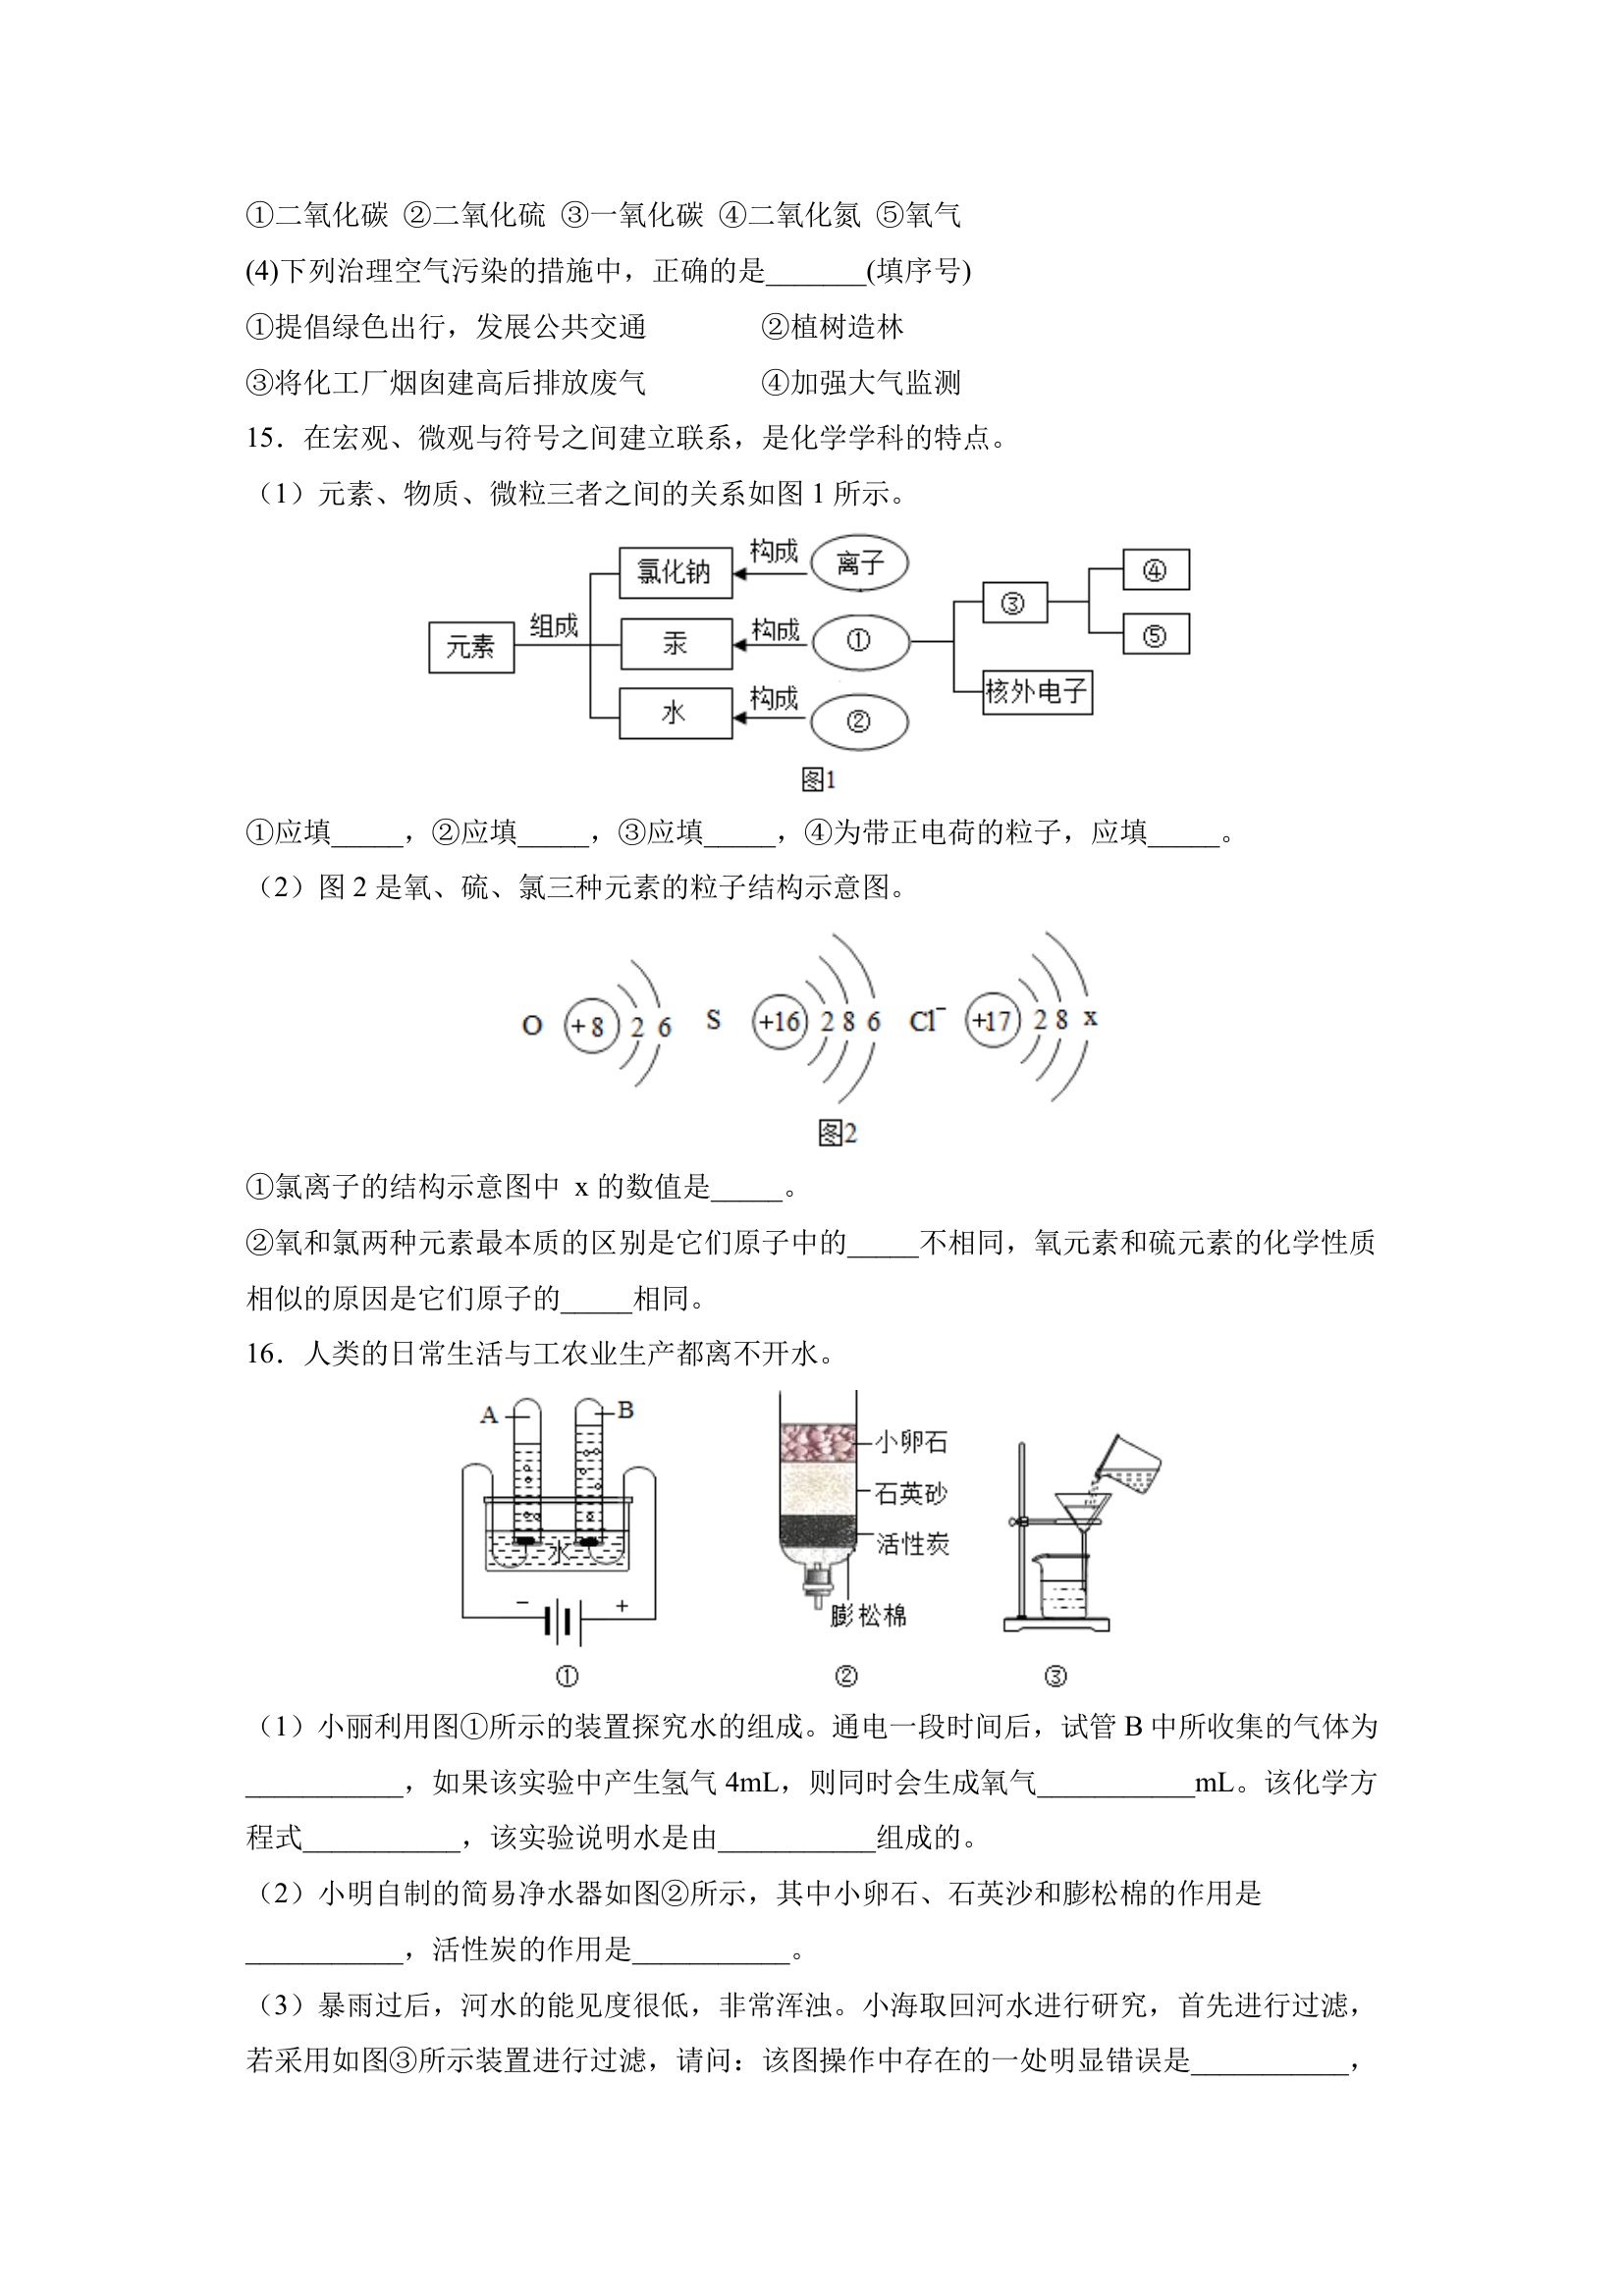 ①二氧化碳 ②二氧化硫 ③一氧化碳 ④二氧化氮 ⑤氧气
(4)下列治理空气污染的措施中，正确的是_______(填序号)
①提倡绿色出行，发展公共交通 ②植树造林
③将化工厂烟囱建高后排放废气 ④加强大气监测
15．在宏观、微观与符号之间建立联系，是化学学科的特点。
（1）元素、物质、微粒三者之间的关系如图 1 所示。
元素 组成 氯化钠 构成 离子 ③ ④ ⑤
汞 构成 ① 核外电子
水 构成 ②
图1
①应填_____，②应填_____，③应填_____，④为带正电荷的粒子，应填_____。
（2）图 2 是氧、硫、氯三种元素的粒子结构示意图。
O +8 2 6 S +16 2 8 6 Cl⁻ +17 2 8 x
图2
①氯离子的结构示意图中 x 的数值是_____。
②氧和氯两种元素最本质的区别是它们原子中的_____不相同，氧元素和硫元素的化学性质
相似的原因是它们原子的_____相同。
16．人类的日常生活与工农业生产都离不开水。
A B 水 − +
小卵石
石英砂
活性炭
膨松棉
① ② ③
（1）小丽利用图①所示的装置探究水的组成。通电一段时间后，试管 B 中所收集的气体为
___________，如果该实验中产生氢气 4mL，则同时会生成氧气___________mL。该化学方
程式___________，该实验说明水是由___________组成的。
（2）小明自制的简易净水器如图②所示，其中小卵石、石英沙和膨松棉的作用是
___________，活性炭的作用是___________。
（3）暴雨过后，河水的能见度很低，非常浑浊。小海取回河水进行研究，首先进行过滤，
若采用如图③所示装置进行过滤，请问：该图操作中存在的一处明显错误是___________，